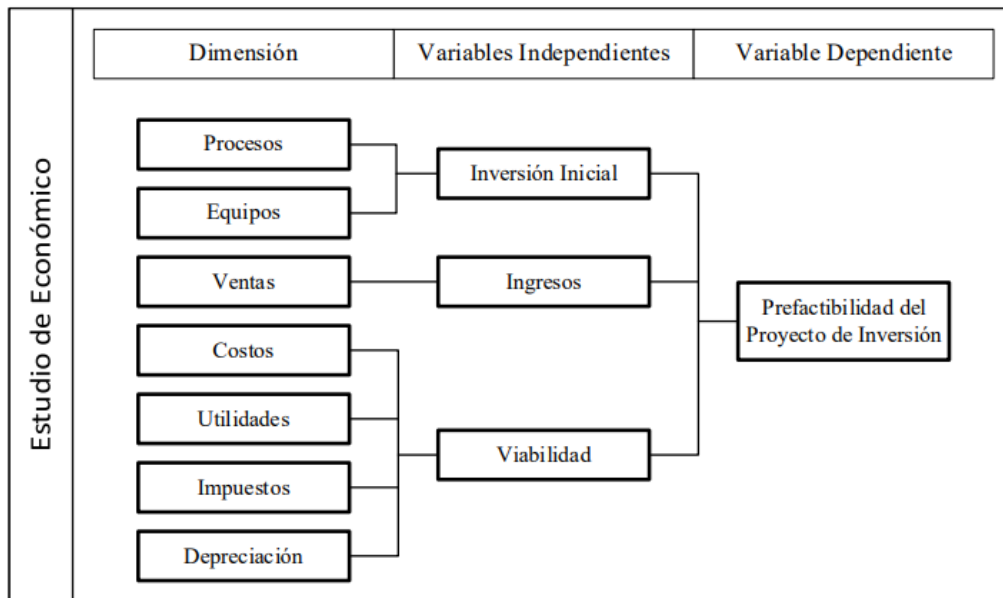 Estudio de Económico
Dimensión Variables Independientes Variable Dependiente
Procesos
Equipos
Ventas
Costos
Utilidades
Impuestos
Depreciación
Inversión Inicial
Ingresos
Viabilidad
Prefactibilidad del
Proyecto de Inversión